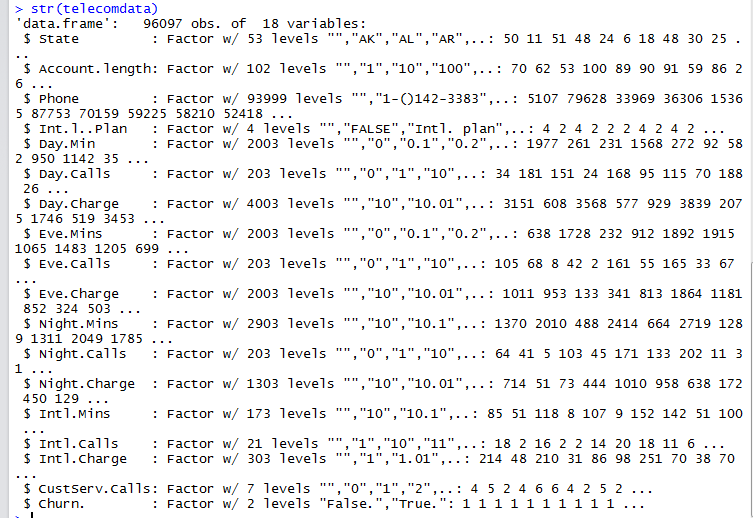 > str(telecomdata)
'data.frame':   96097 obs. of  18 variables:
 $ State         : Factor w/ 53 levels "","AK","AL","AR",..: 50 11 51 48 24 6 18 48 30 25 .
..
 $ Account.length: Factor w/ 102 levels "","1","10","100",..: 70 62 53 100 89 90 91 59 86 2
6 ...
 $ Phone         : Factor w/ 93999 levels "","1-()142-3383",..: 5107 79628 33969 36306 1536
5 87753 70159 59225 58210 52418 ...
 $ Int.l..Plan   : Factor w/ 4 levels "","FALSE","Intl. plan",..: 4 2 4 2 2 2 4 2 4 2 ...
 $ Day.Min       : Factor w/ 2003 levels "","0","0.1","0.2",..: 1977 261 231 1568 272 92 58
2 950 1142 35 ...
 $ Day.Calls     : Factor w/ 203 levels "","0","1","10",..: 34 181 151 24 168 95 115 70 188
26 ...
 $ Day.Charge    : Factor w/ 4003 levels "","10","10.01",..: 3151 608 3568 577 929 3839 207
5 1746 519 3453 ...
 $ Eve.Mins      : Factor w/ 2003 levels "","0","0.1","0.2",..: 638 1728 232 912 1892 1915
1065 1483 1205 699 ...
 $ Eve.Calls     : Factor w/ 203 levels "","0","1","10",..: 105 68 8 42 2 161 55 165 33 67
...
 $ Eve.Charge    : Factor w/ 2003 levels "","10","10.01",..: 1011 953 133 341 813 1864 1181
852 324 503 ...
 $ Night.Mins    : Factor w/ 2903 levels "","10","10.1",..: 1370 2010 488 2414 664 2719 128
9 1311 2049 1785 ...
 $ Night.Calls   : Factor w/ 203 levels "","0","1","10",..: 64 41 5 103 45 171 133 202 11 3
1 ...
 $ Night.Charge  : Factor w/ 1303 levels "","10","10.01",..: 714 51 73 444 1010 958 638 172
450 129 ...
 $ Intl.Mins     : Factor w/ 173 levels "","10","10.1",..: 85 51 118 8 107 9 152 142 51 100
...
 $ Intl.Calls    : Factor w/ 21 levels "","1","10","11",..: 18 2 16 2 2 14 20 18 11 6 ...
 $ Intl.Charge   : Factor w/ 303 levels "","1","1.01",..: 214 48 210 31 86 98 251 70 38 70
...
 $ CustServ.Calls: Factor w/ 7 levels "","0","1","2",..: 4 5 2 4 6 6 4 2 5 2 ...
 $ Churn.        : Factor w/ 2 levels "False.","True.": 1 1 1 1 1 1 1 1 1 1 ...
>